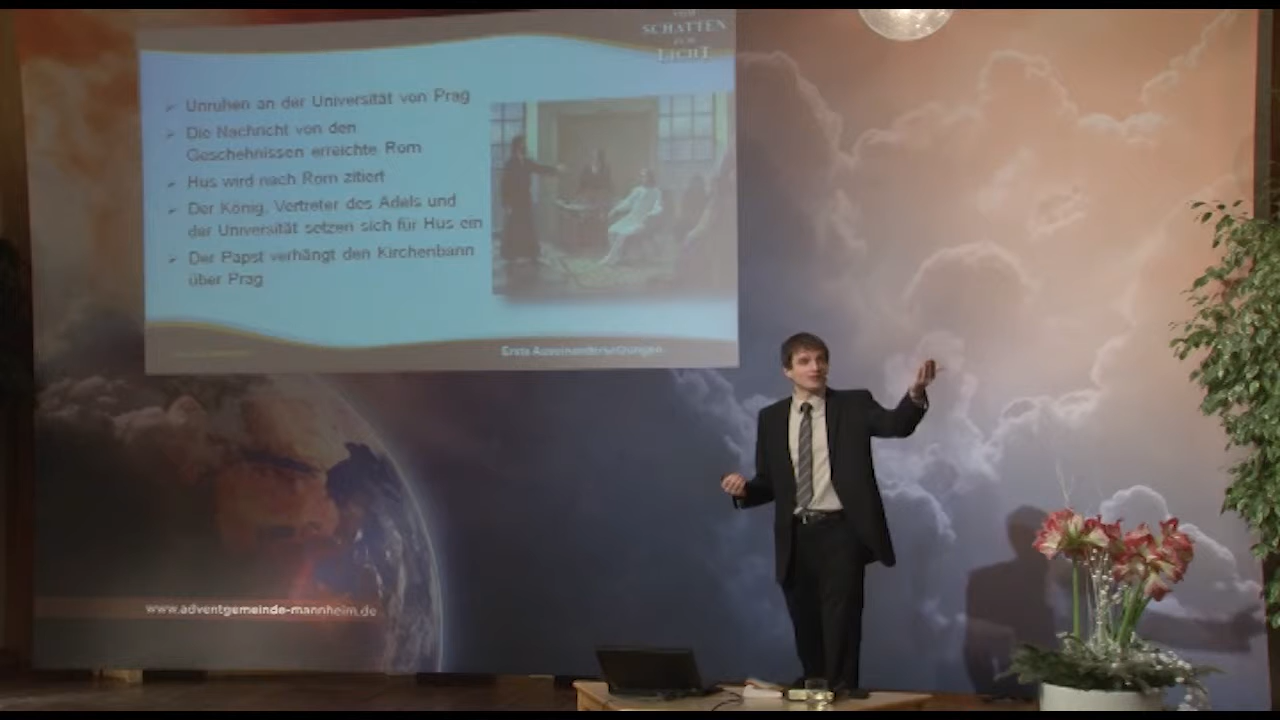 VOM
SCHATTEN
ZUM
LICHT
Unruhen an der Universität von Prag
Die Nachricht von den
Geschehnissen erreichte Rom
Hus wird nach Rom zitiert
Der König, Vertreter des Adels und
der Universität setzen sich für Hus ein
Der Papst verhängt den Kirchenbann
über Prag
Erste Auseinandersetzungen
www.adventgemeinde-mannheim.de